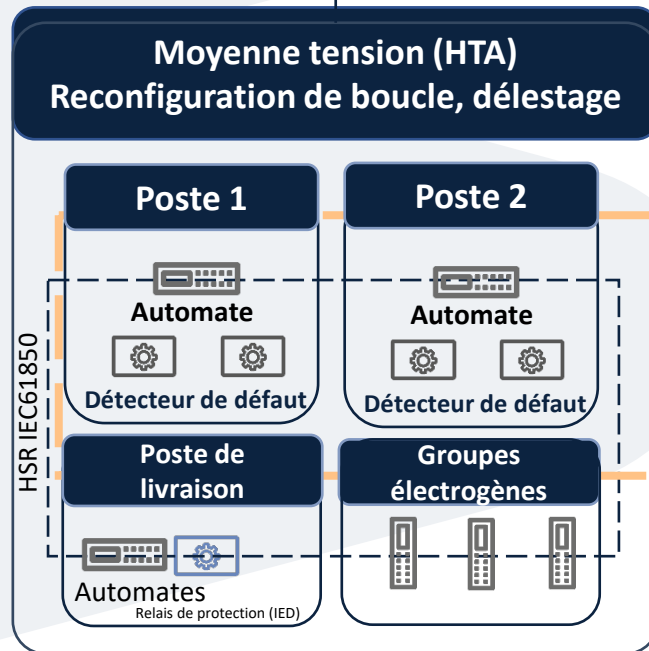 Moyenne tension (HTA)
Reconfiguration de boucle, délestage
Poste 1
Poste 2
Automate
Automate
Détecteur de défaut
Détecteur de défaut
HSR IEC61850
Poste de
livraison
Groupes
électrogènes
Automates
Relais de protection (IED)